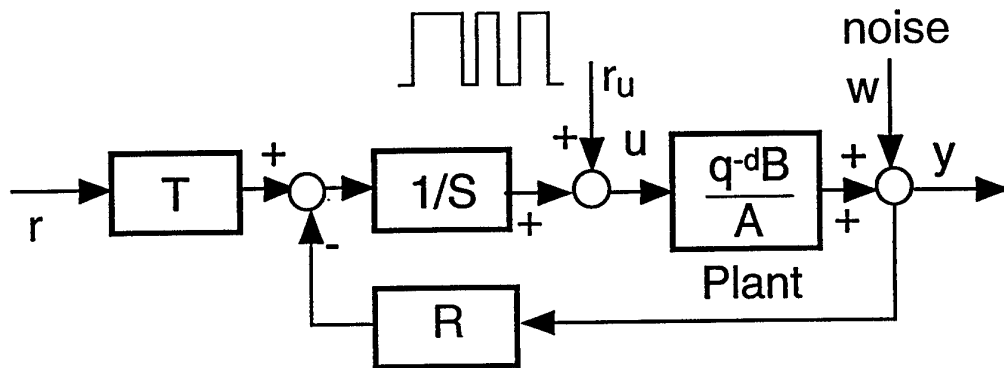 noise
r_u
w
+
u
q^-d B
+
y
T
+
1/S
A
r
-
+
+
Plant
R